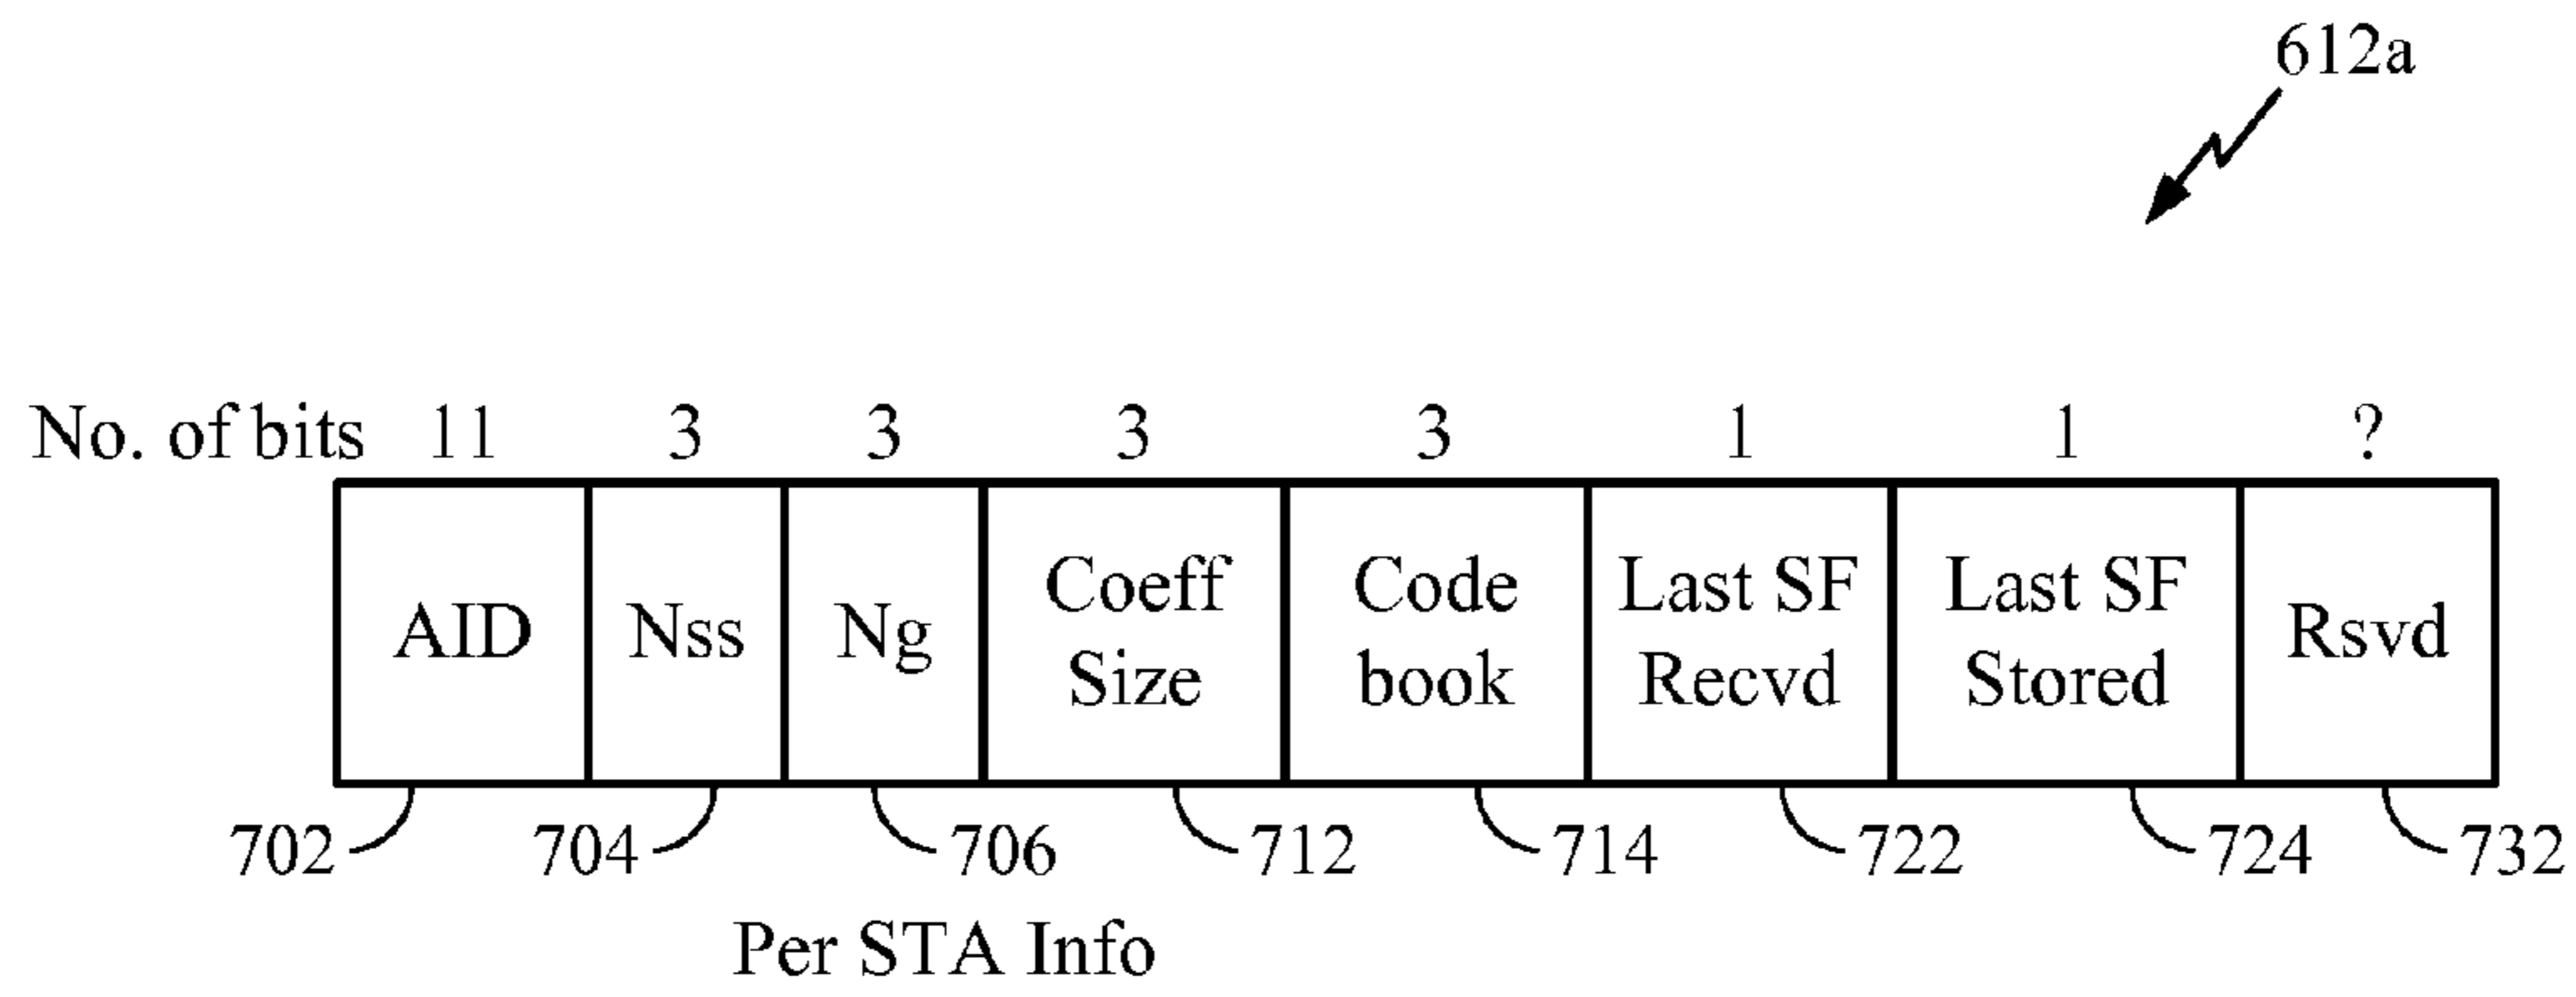 612a
No. of bits 11 3 3 3 3 1 1 ?
AID Nss Ng Coeff Size Code book Last SF Recvd Last SF Stored Rsvd
702 704 706 712 714 722 724 732
Per STA Info